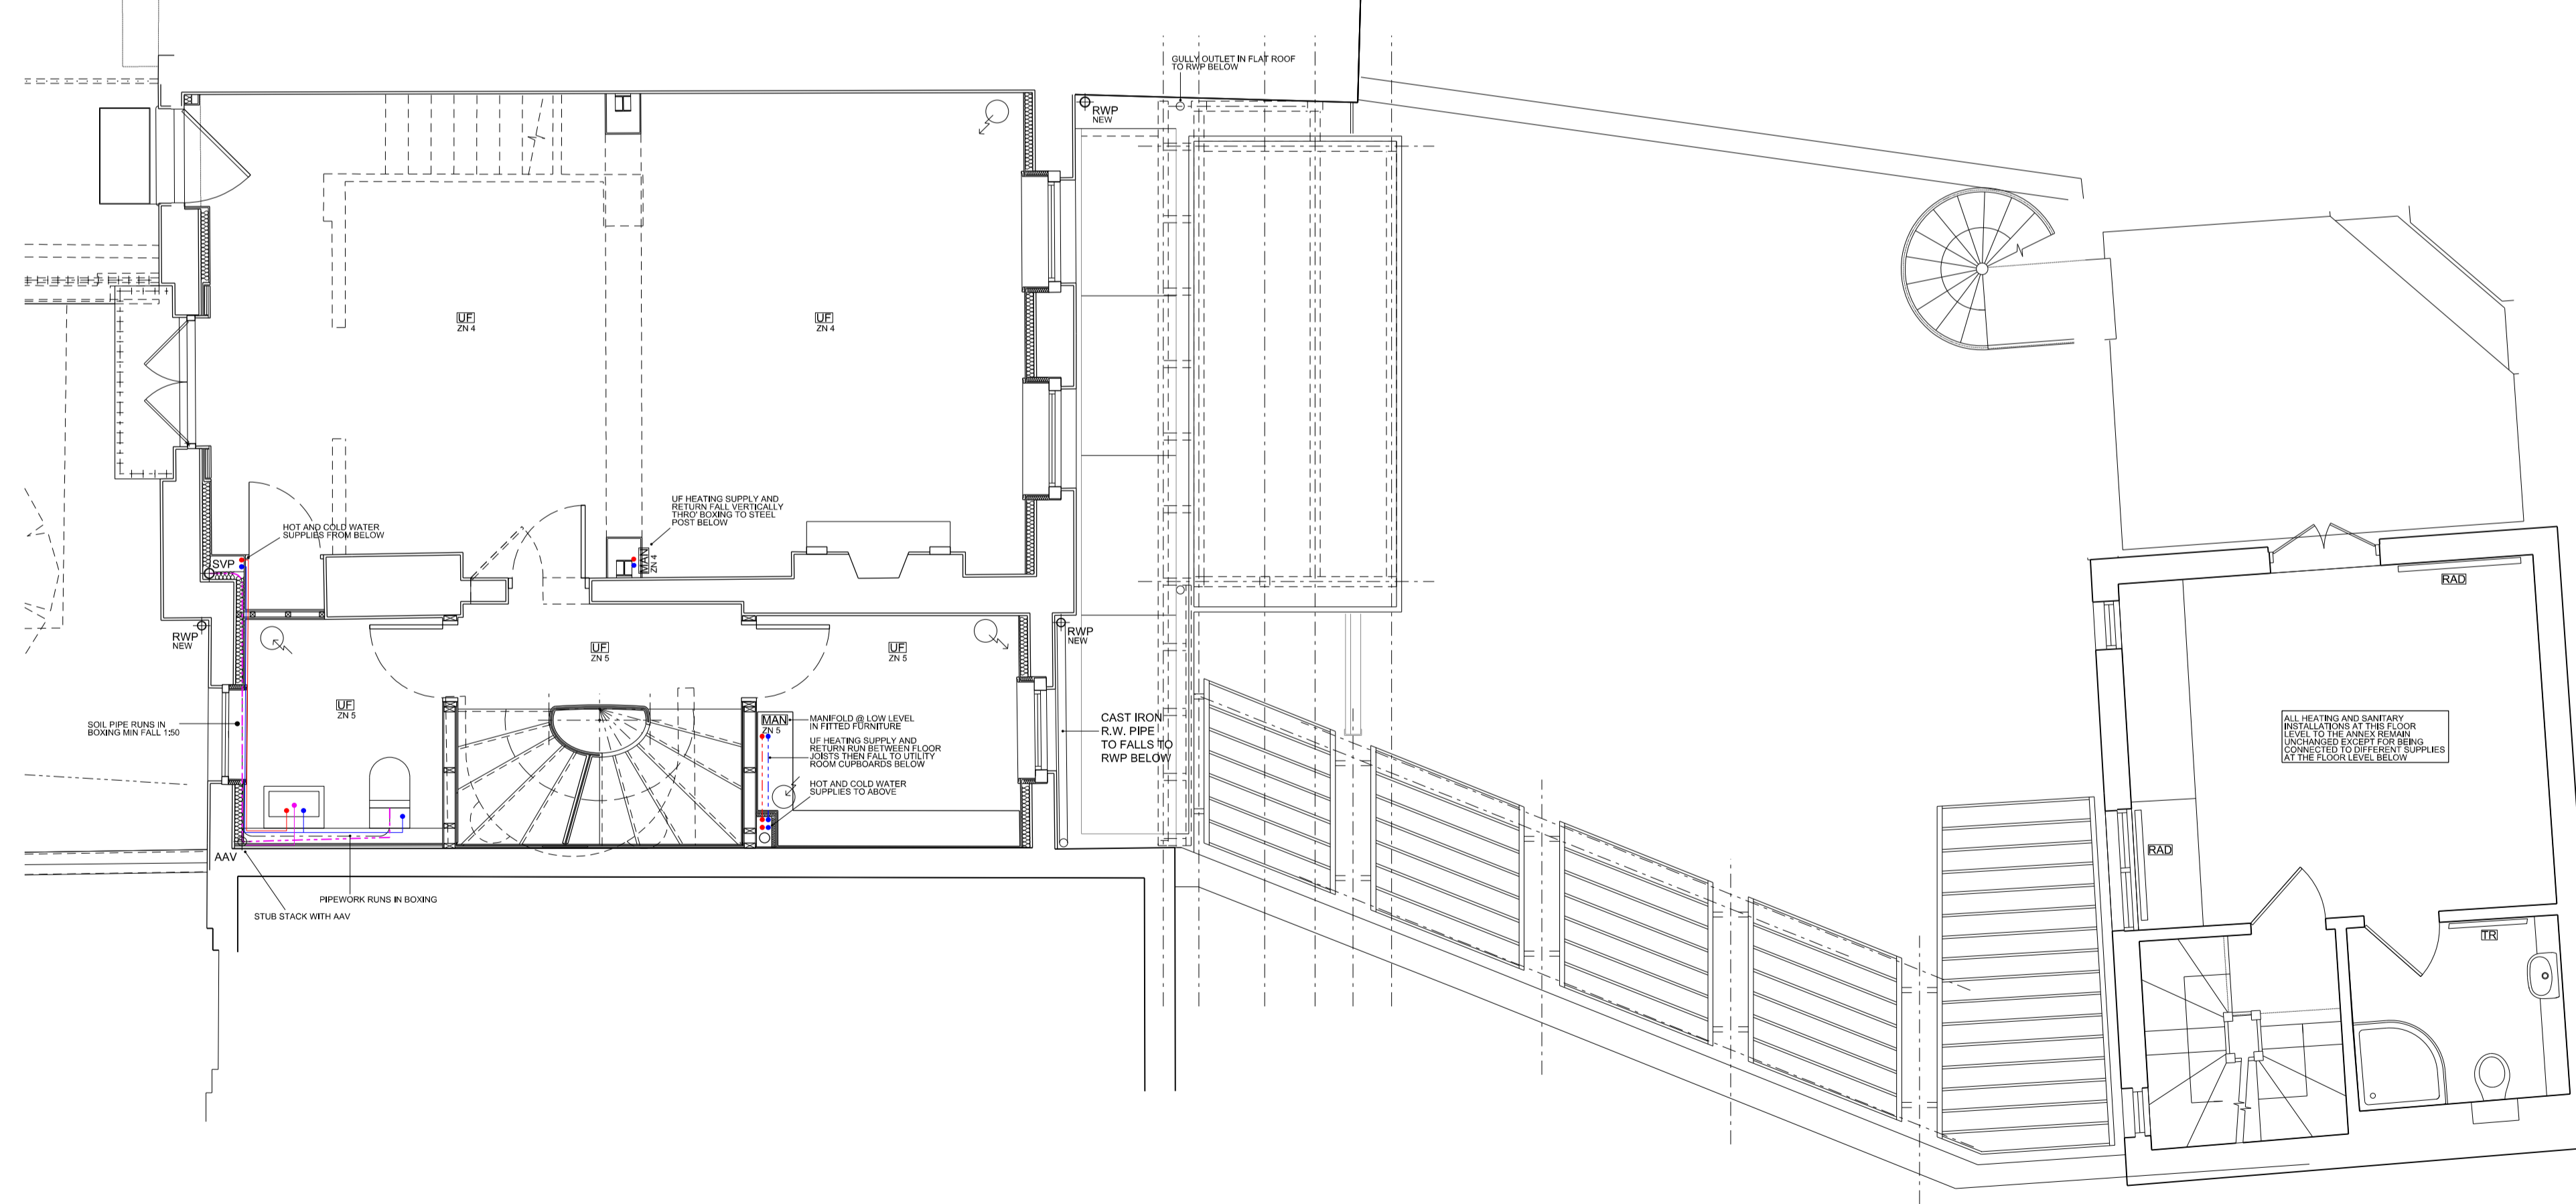 GULLY OUTLET IN FLAT ROOF
TO RWP BELOW
RWP
NEW
UF
ZN 4
UF
ZN 4
UF HEATING SUPPLY AND
RETURN FALL VERTICALLY
THRO' BOXING TO STEEL
POST BELOW
MAN
ZN 4
HOT AND COLD WATER
SUPPLIES FROM BELOW
SVP
RWP
NEW
RWP
NEW
UF
ZN 5
UF
ZN 5
UF
ZN 5
SOIL PIPE RUNS IN
BOXING MIN FALL 1:50
MAN
ZN 5
MANIFOLD @ LOW LEVEL
IN FITTED FURNITURE
UF HEATING SUPPLY AND
RETURN RUN BETWEEN FLOOR
JOISTS THEN FALL TO UTILITY
ROOM CUPBOARDS BELOW
HOT AND COLD WATER
SUPPLIES TO ABOVE
CAST IRON
R.W. PIPE
TO FALLS TO
RWP BELOW
AAV
PIPEWORK RUNS IN BOXING
STUB STACK WITH AAV
RAD
ALL HEATING AND SANITARY
INSTALLATIONS AT THIS FLOOR
LEVEL TO THE ANNEX REMAIN
UNCHANGED EXCEPT FOR BEING
CONNECTED TO DIFFERENT SUPPLIES
AT THE FLOOR LEVEL BELOW
RAD
TR